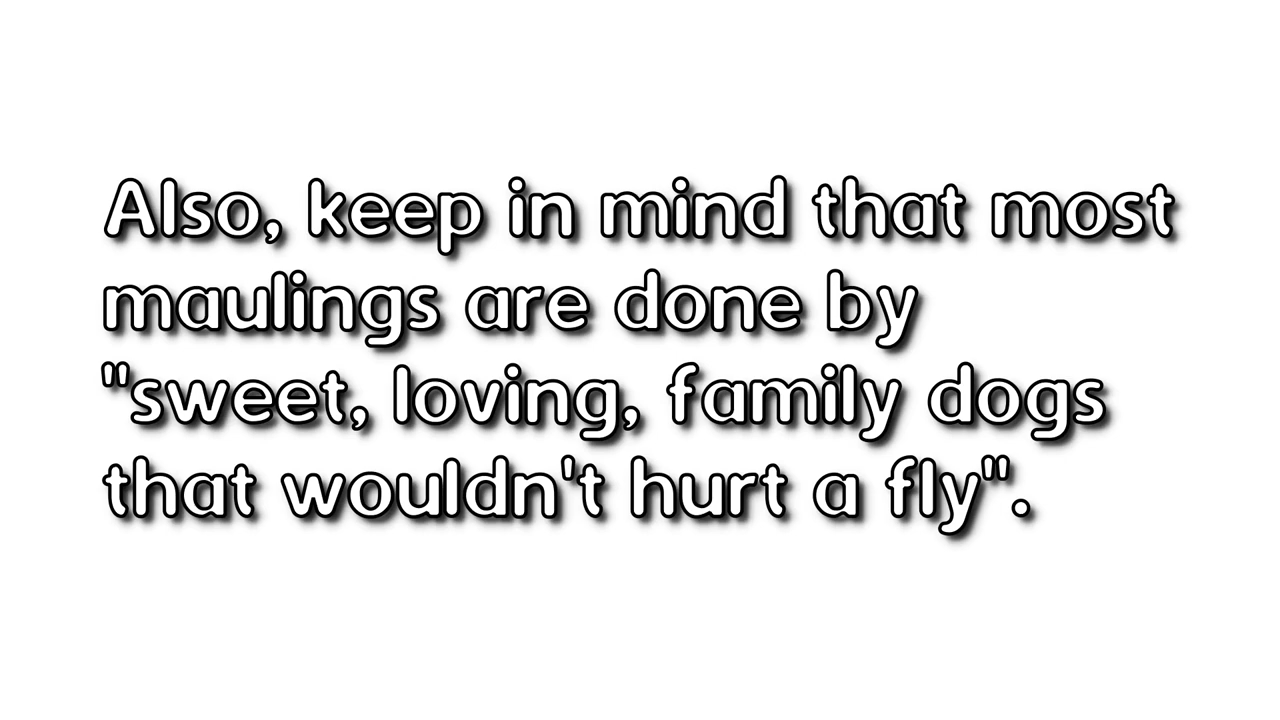 Also, keep in mind that most
maulings are done by
"sweet, loving, family dogs
that wouldn't hurt a fly".